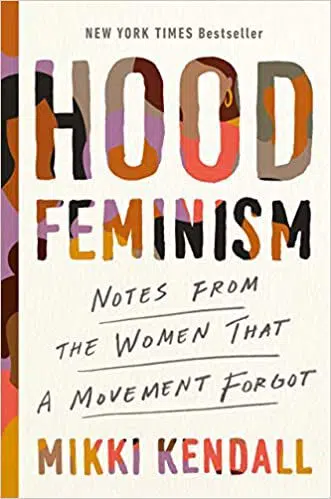 NEW YORK TIMES Bestseller
HOOD
FEMINISM
NOTES FROM
THE WOMEN THAT
A MOVEMENT FORGOT
MIKKI KENDALL